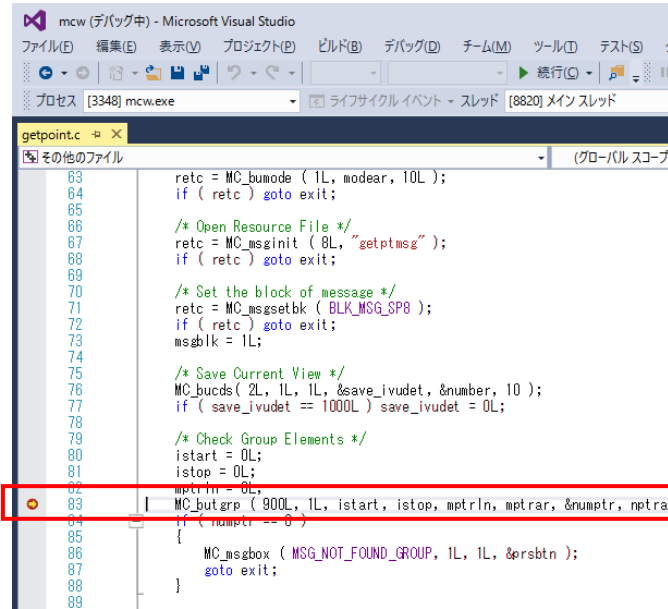 mcw (デバッグ中) - Microsoft Visual Studio
ファイル(F) 編集(E) 表示(V) プロジェクト(P) ビルド(B) デバッグ(D) チーム(M) ツール(T) テスト(S)
続行(C)
プロセス [3348] mcw.exe ライフサイクル イベント スレッド [8820] メイン スレッド
getpoint.c
その他のファイル (グローバル スコープ
63 retc = MC_bumode ( 1L, modear, 10L );
64 if ( retc ) goto exit;
65
66 /* Open Resource File */
67 retc = MC_msginit ( 8L, "getptmsg" );
68 if ( retc ) goto exit;
69
70 /* Set the block of message */
71 retc = MC_msgsetbk ( BLK_MSG_SP8 );
72 if ( retc ) goto exit;
73 msgblk = 1L;
74
75 /* Save Current View */
76 MC_bucds( 2L, 1L, 1L, &save_ivudet, &number, 10 );
77 if ( save_ivudet == 1000L ) save_ivudet = 0L;
78
79 /* Check Group Elements */
80 istart = 0L;
81 istop = 0L;
82 mptrln = 0L;
83 MC_butgrp ( 900L, 1L, istart, istop, mptrln, mptrar, &numptr, nptra
84 if ( numptr == 0 )
85 {
86 MC_msgbox ( MSG_NOT_FOUND_GROUP, 1L, 1L, &prsbtn );
87 goto exit;
88 }
89